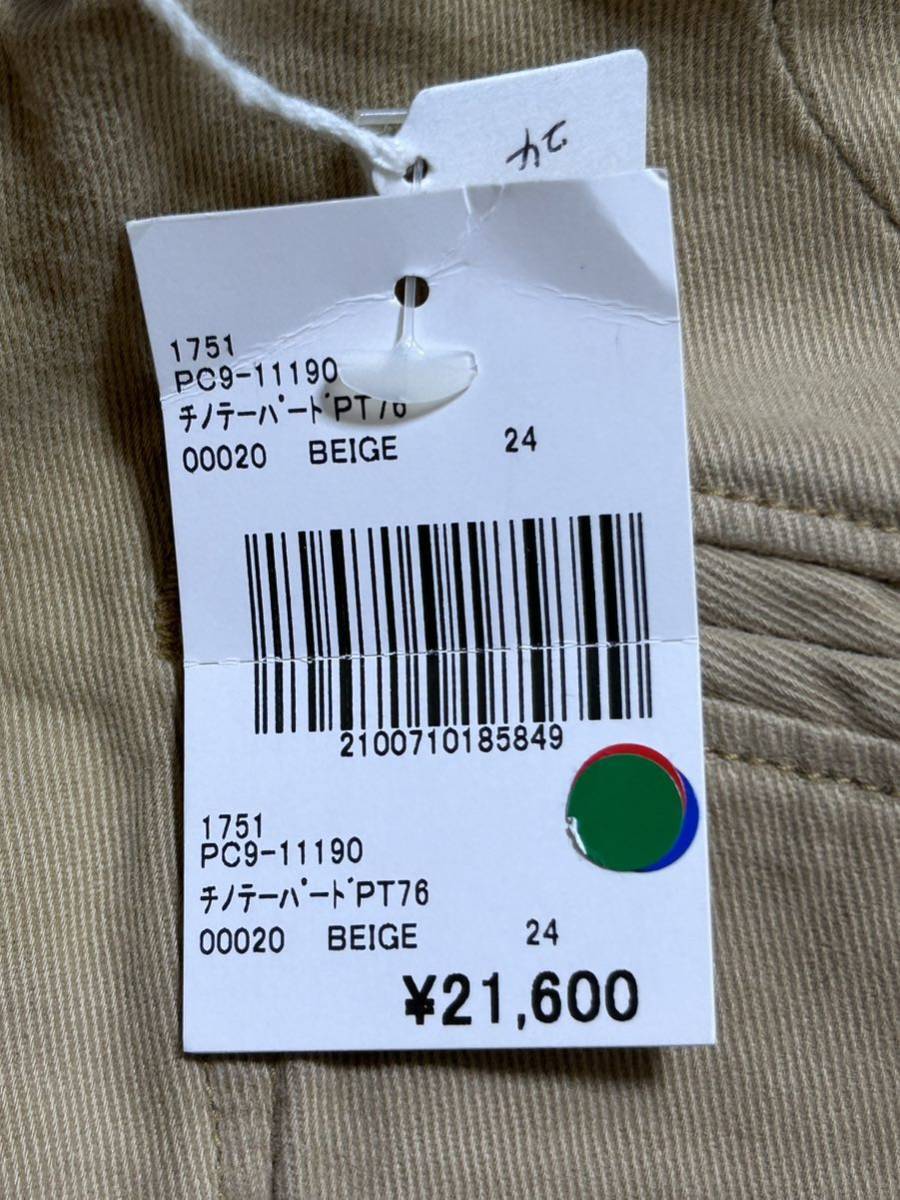 24
1751
PC9-11190
ﾁﾉﾃｰﾊﾟｰﾄﾞPT76
00020 BEIGE 24
2100710185849
1751
PC9-11190
ﾁﾉﾃｰﾊﾟｰﾄﾞPT76
00020 BEIGE 24
¥21,600